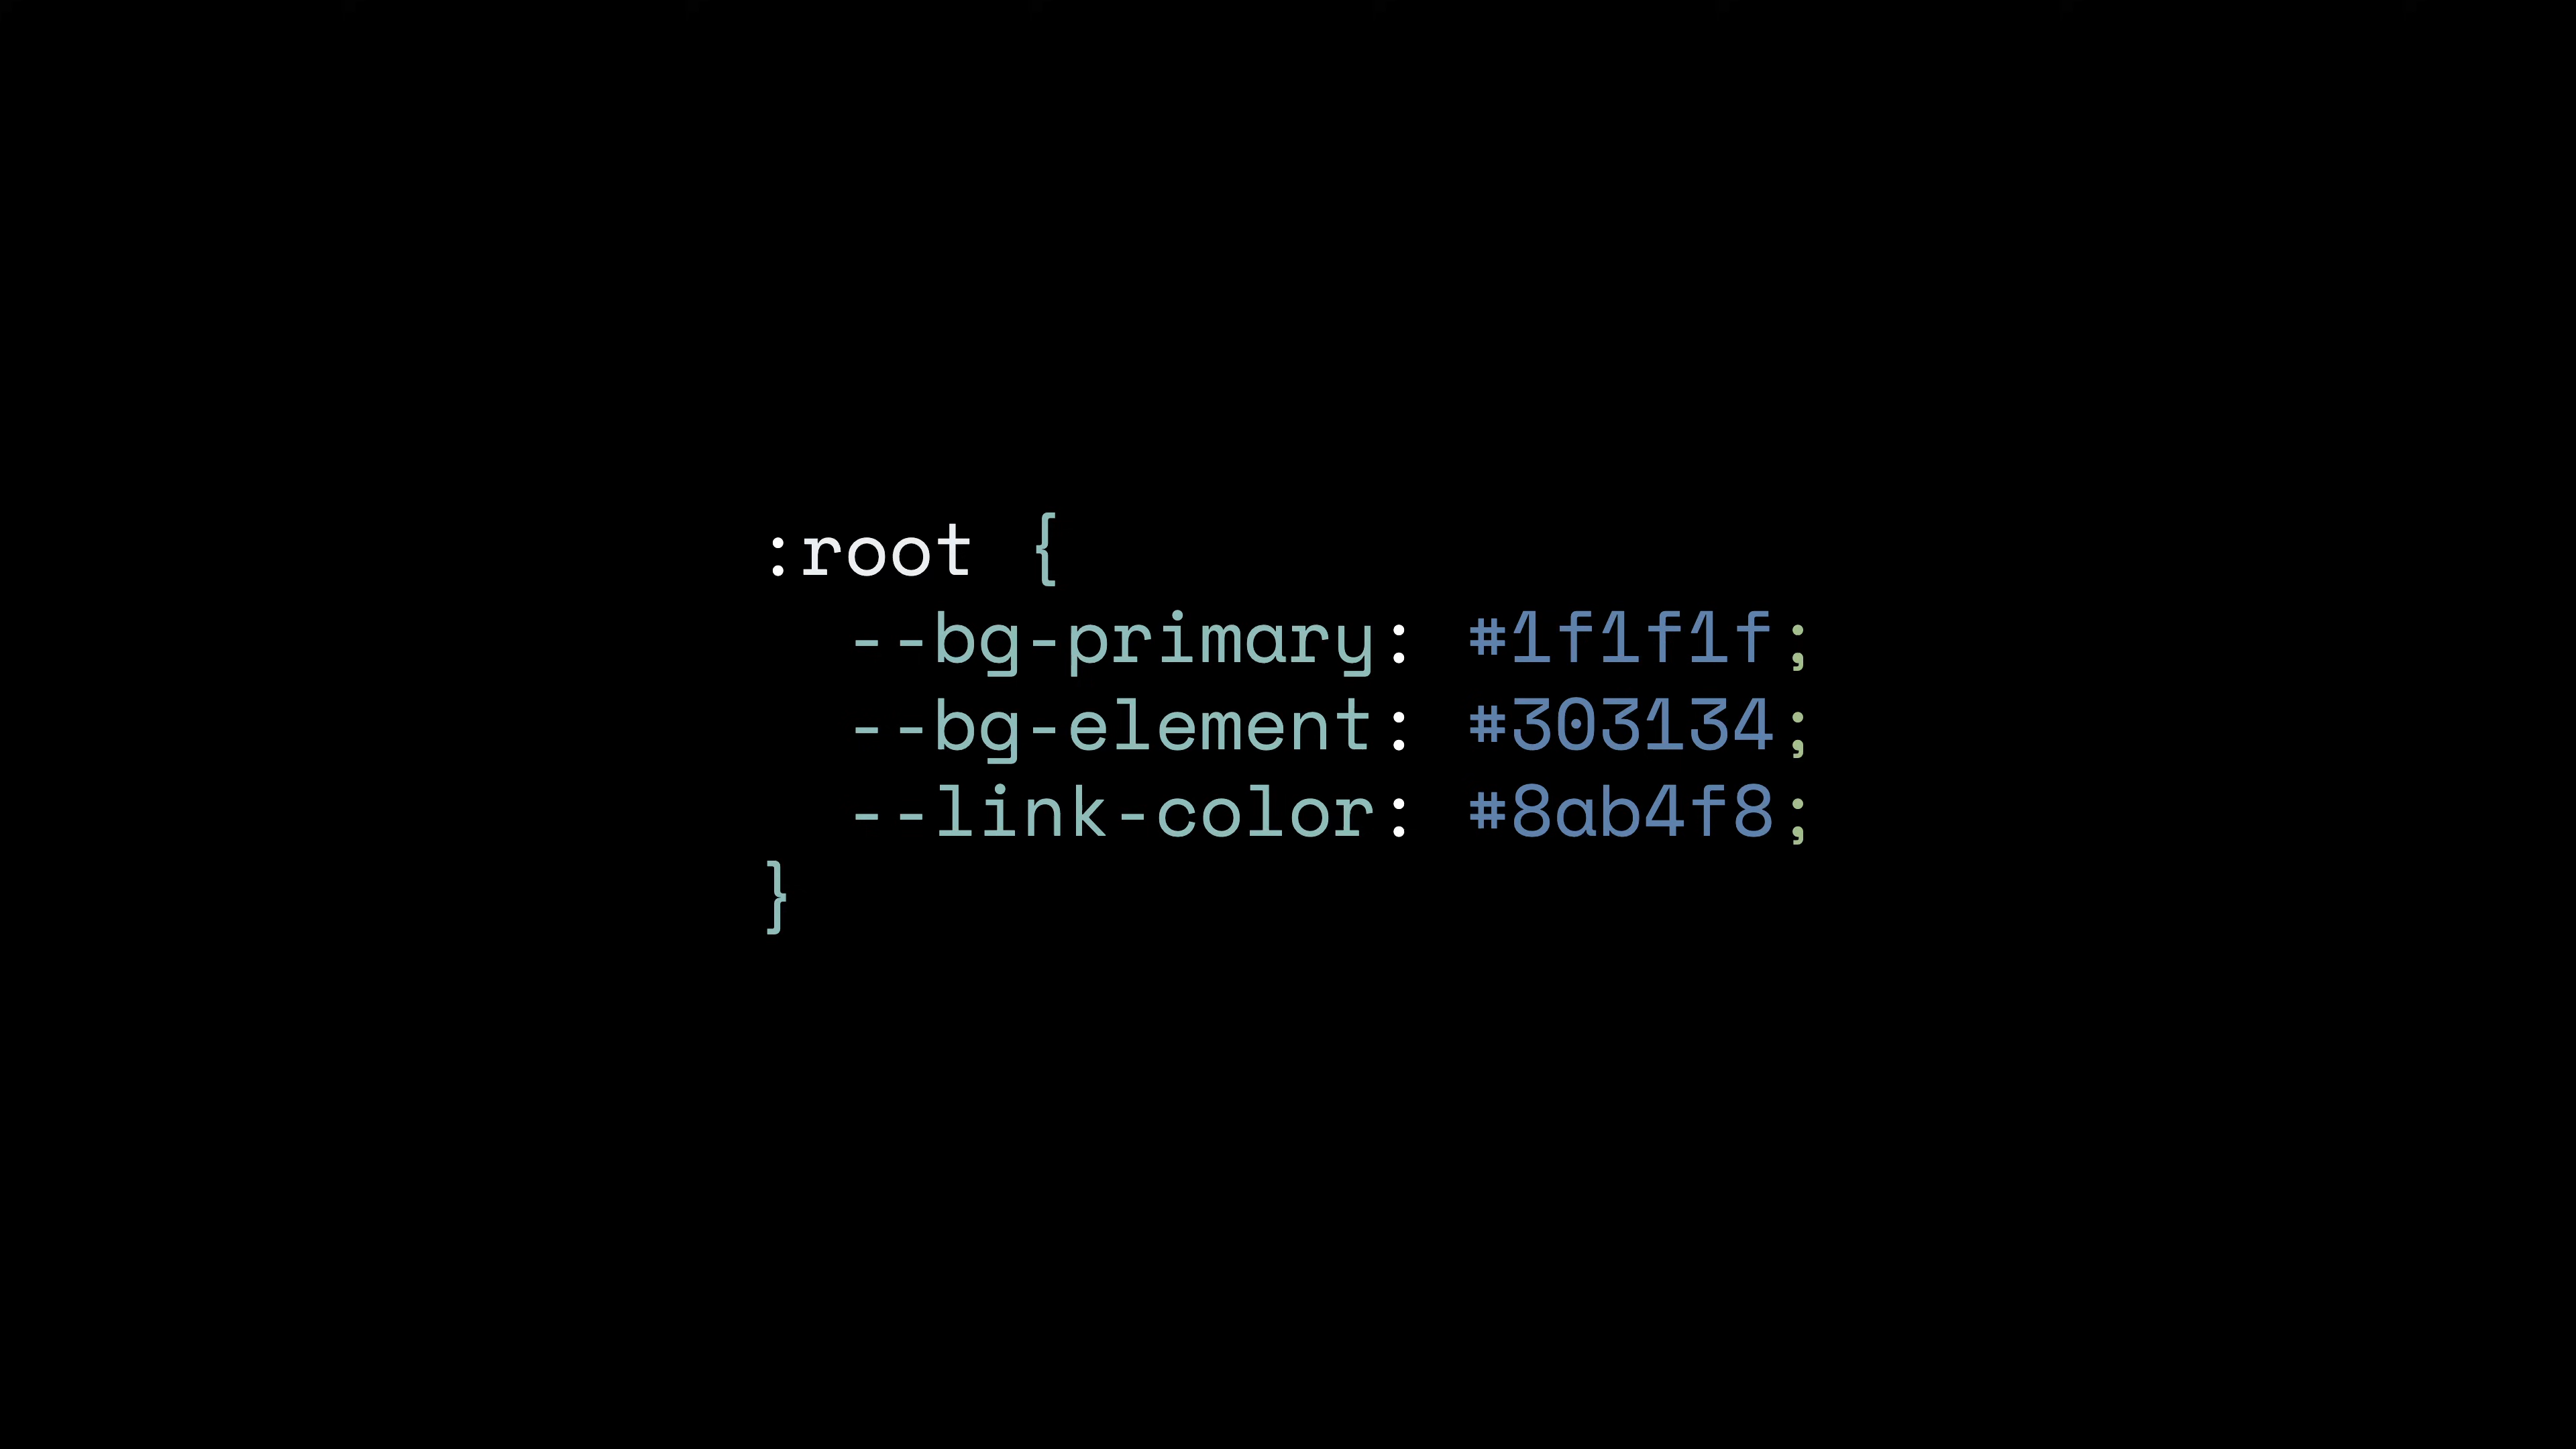 :root {
  --bg-primary: #1f1f1f;
  --bg-element: #303134;
  --link-color: #8ab4f8;
}